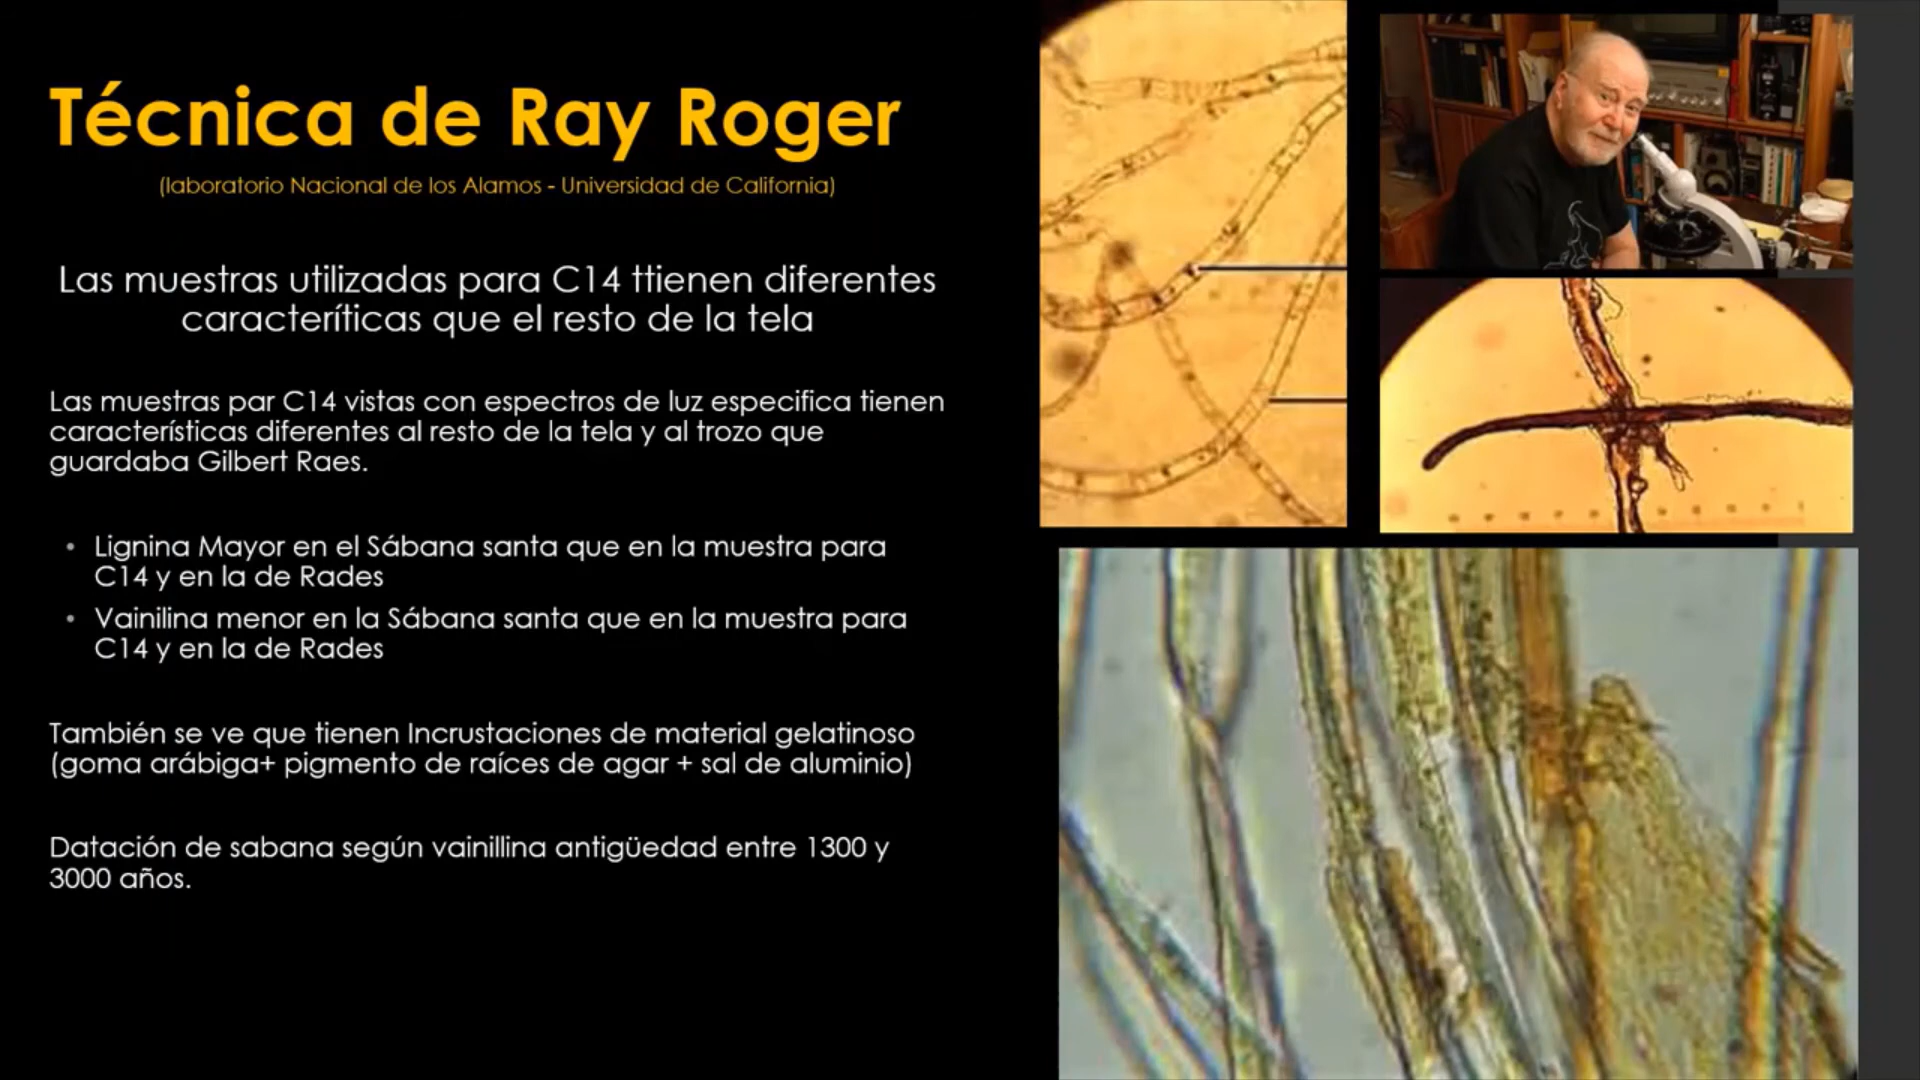 Técnica de Ray Roger
(laboratorio Nacional de los Alamos - Universidad de California)
Las muestras utilizadas para C14 ttienen diferentes
caracteríticas que el resto de la tela
Las muestras par C14 vistas con espectros de luz especifica tienen
características diferentes al resto de la tela y al trozo que
guardaba Gilbert Raes.
• Lignina Mayor en el Sábana santa que en la muestra para
C14 y en la de Rades
• Vainilina menor en la Sábana santa que en la muestra para
C14 y en la de Rades
También se ve que tienen Incrustaciones de material gelatinoso
(goma arábiga+ pigmento de raíces de agar + sal de aluminio)
Datación de sabana según vainillina antigüedad entre 1300 y
3000 años.